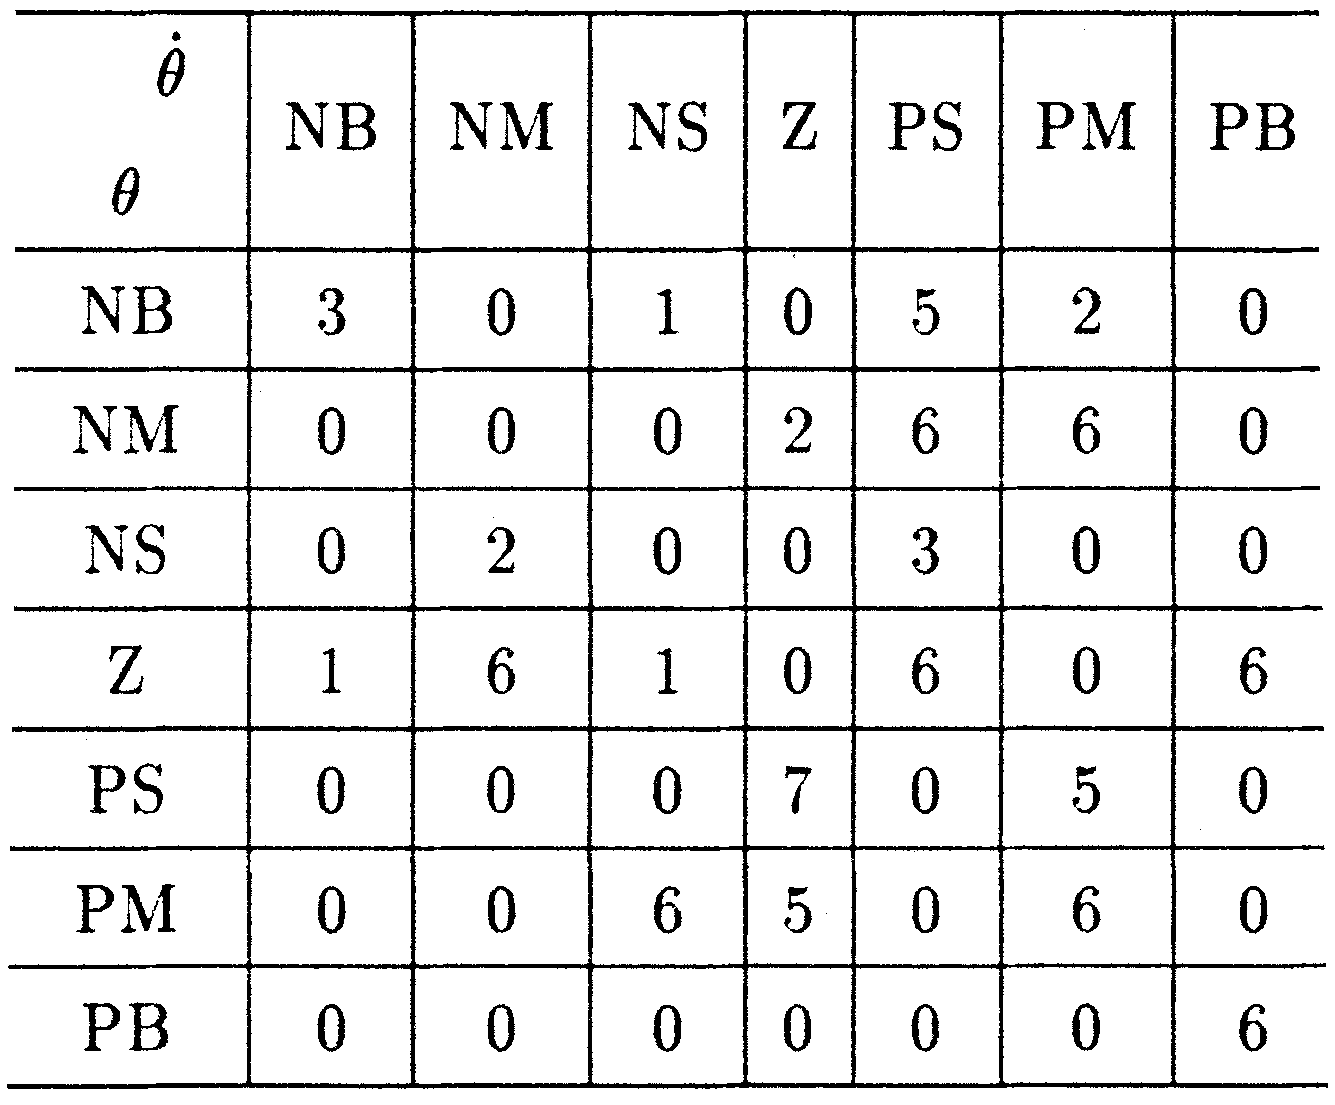 θ̇
NB NM NS Z PS PM PB
θ
NB 3 0 1 0 5 2 0
NM 0 0 0 2 6 6 0
NS 0 2 0 0 3 0 0
Z 1 6 1 0 6 0 6
PS 0 0 0 7 0 5 0
PM 0 0 6 5 0 6 0
PB 0 0 0 0 0 0 6